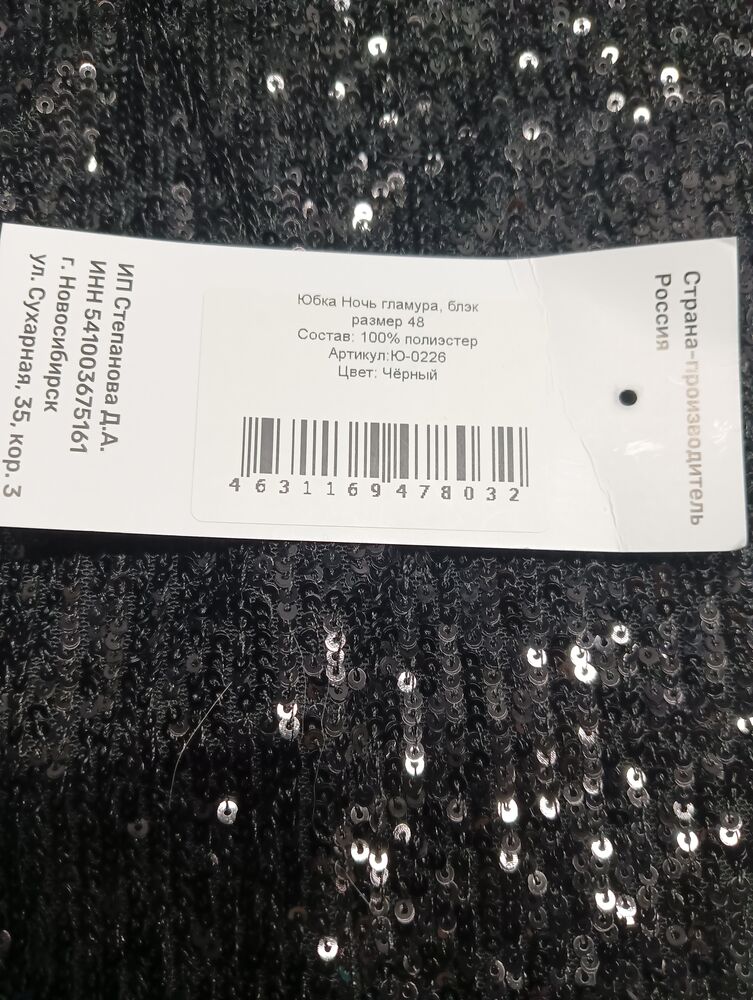 ИП Степанова Д.А.
ИНН 541003675161
г. Новосибирск
ул. Сухарная, 35, кор. 3
Юбка Ночь гламура, блэк
размер 48
Состав: 100% полиэстер
Артикул:Ю-0226
Цвет: Чёрный
4631169478032
Страна-производитель
Россия